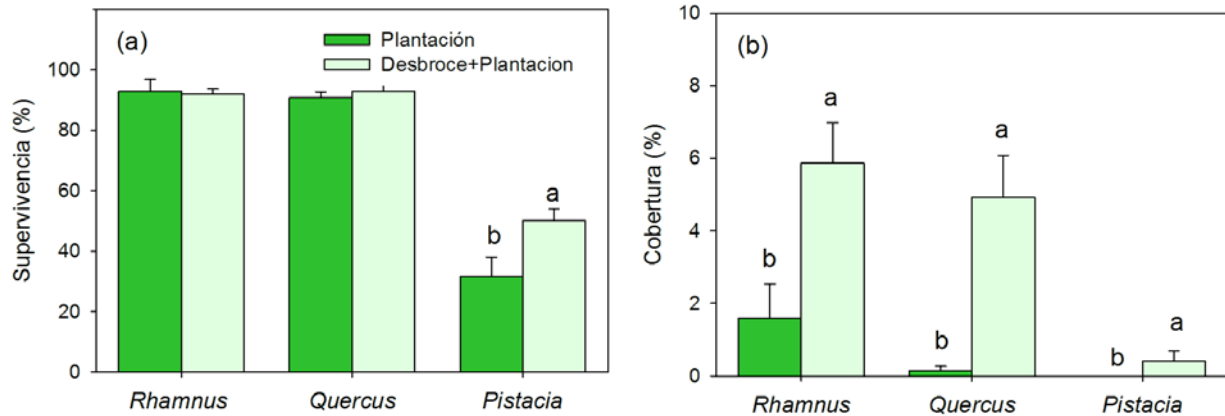 (a)
Plantación
Desbroce+Plantacion
Supervivencia (%)
100
80
60
40
20
0
b
a
Rhamnus
Quercus
Pistacia
(b)
Cobertura (%)
10
8
6
4
2
0
b
a
b
a
b
a
Rhamnus
Quercus
Pistacia